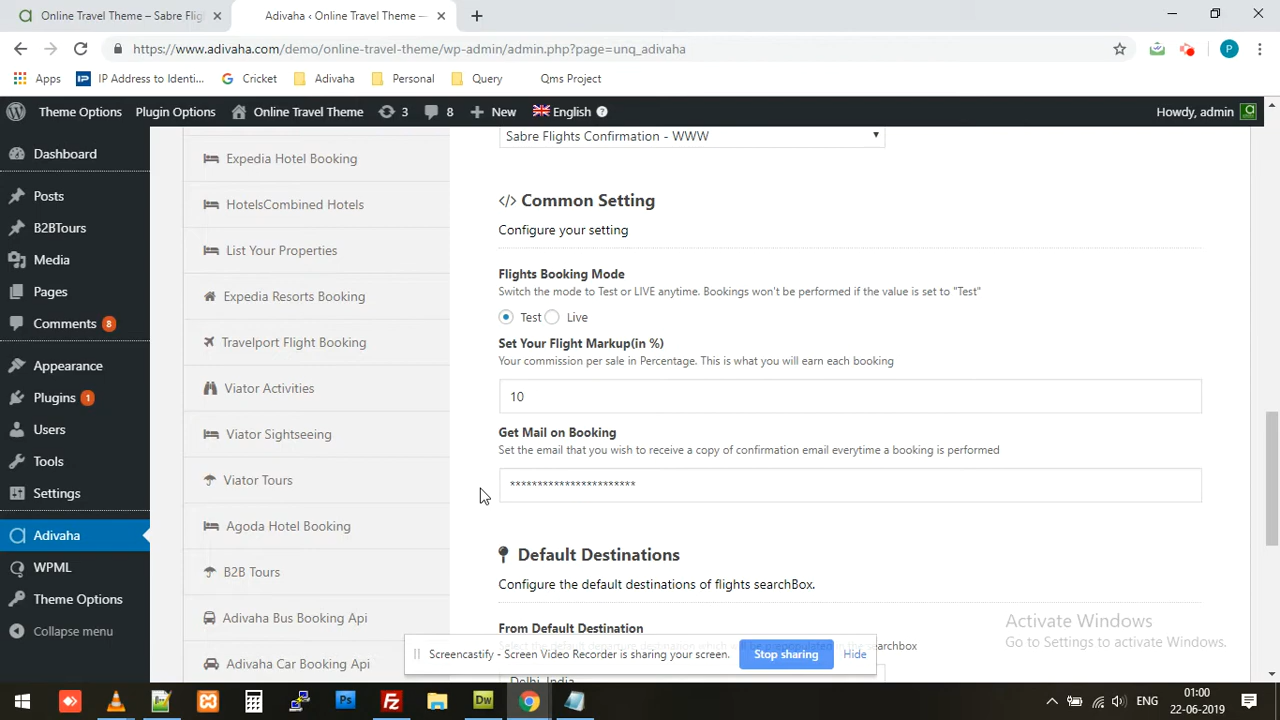 Online Travel Theme - Sabre Flig
Adivaha ‹ Online Travel Theme —
https://www.adivaha.com/demo/online-travel-theme/wp-admin/admin.php?page=unq_adivaha
P
Apps
IP Address to Identi...
Cricket
Adivaha
Personal
Query
Qms Project
Theme Options
Plugin Options
Online Travel Theme
3
8
New
English
Howdy, admin
Dashboard
Posts
B2BTours
Media
Pages
Comments 8
Appearance
Plugins 1
Users
Tools
Settings
Adivaha
WPML
Theme Options
Collapse menu
Expedia Hotel Booking
HotelsCombined Hotels
List Your Properties
Expedia Resorts Booking
Travelport Flight Booking
Viator Activities
Viator Sightseeing
Viator Tours
Agoda Hotel Booking
B2B Tours
Adivaha Bus Booking Api
Adivaha Car Booking Api
Sabre Flights Confirmation - WWW
</> Common Setting
Configure your setting
Flights Booking Mode
Switch the mode to Test or LIVE anytime. Bookings won't be performed if the value is set to "Test"
Test Live
Set Your Flight Markup(in %)
Your commission per sale in Percentage. This is what you will earn each booking
10
Get Mail on Booking
Set the email that you wish to receive a copy of confirmation email everytime a booking is performed
***********************
Default Destinations
Configure the default destinations of flights searchBox.
From Default Destination
Delhi, India
Activate Windows
Go to Settings to activate Windows.
Screencastify - Screen Video Recorder is sharing your screen.
Stop sharing
Hide
ENG
01:00
22-06-2019